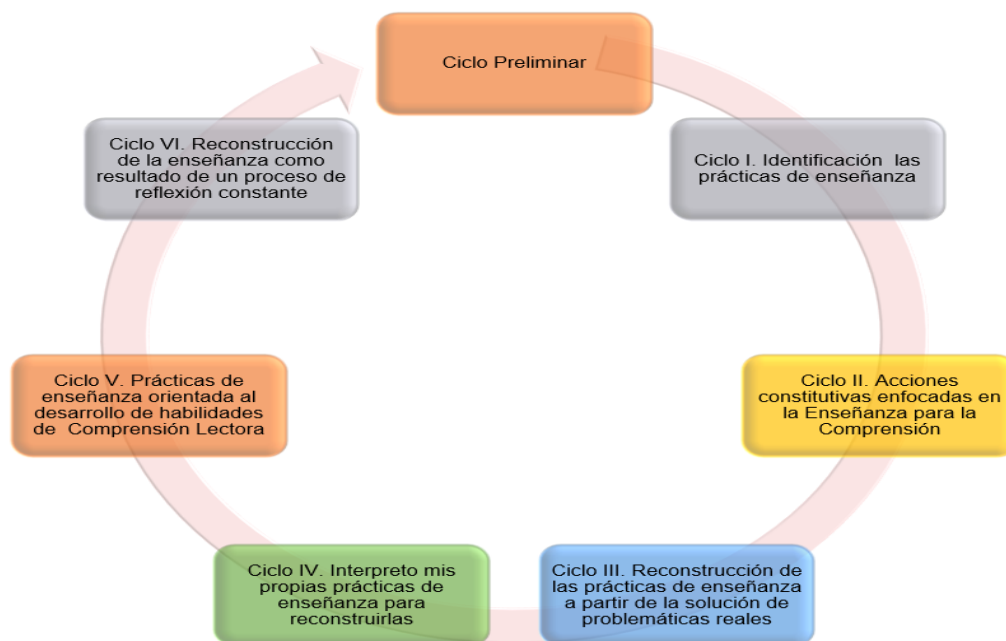 Ciclo Preliminar
Ciclo I. Identificación las
prácticas de enseñanza
Ciclo II. Acciones
constitutivas enfocadas en
la Enseñanza para la
Comprensión
Ciclo III. Reconstrucción de
las prácticas de enseñanza
a partir de la solución de
problemáticas reales
Ciclo IV. Interpreto mis
propias prácticas de
enseñanza para
reconstruirlas
Ciclo V. Prácticas de
enseñanza orientada al
desarrollo de habilidades
de Comprensión Lectora
Ciclo VI. Reconstrucción
de la enseñanza como
resultado de un proceso de
reflexión constante